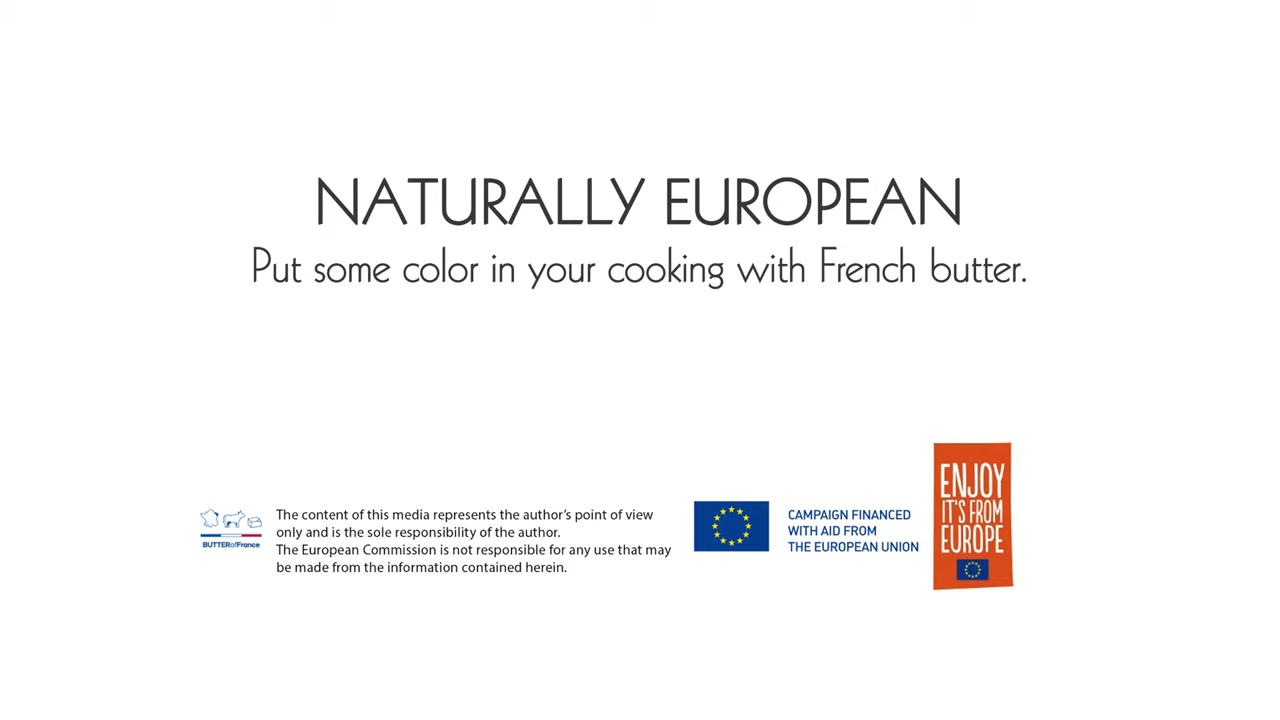 NATURALLY EUROPEAN
Put some color in your cooking with French butter.
BUTTERofFrance
The content of this media represents the author's point of view
only and is the sole responsibility of the author.
The European Commission is not responsible for any use that may
be made from the information contained herein.
CAMPAIGN FINANCED
WITH AID FROM
THE EUROPEAN UNION
ENJOY
IT'S FROM
EUROPE